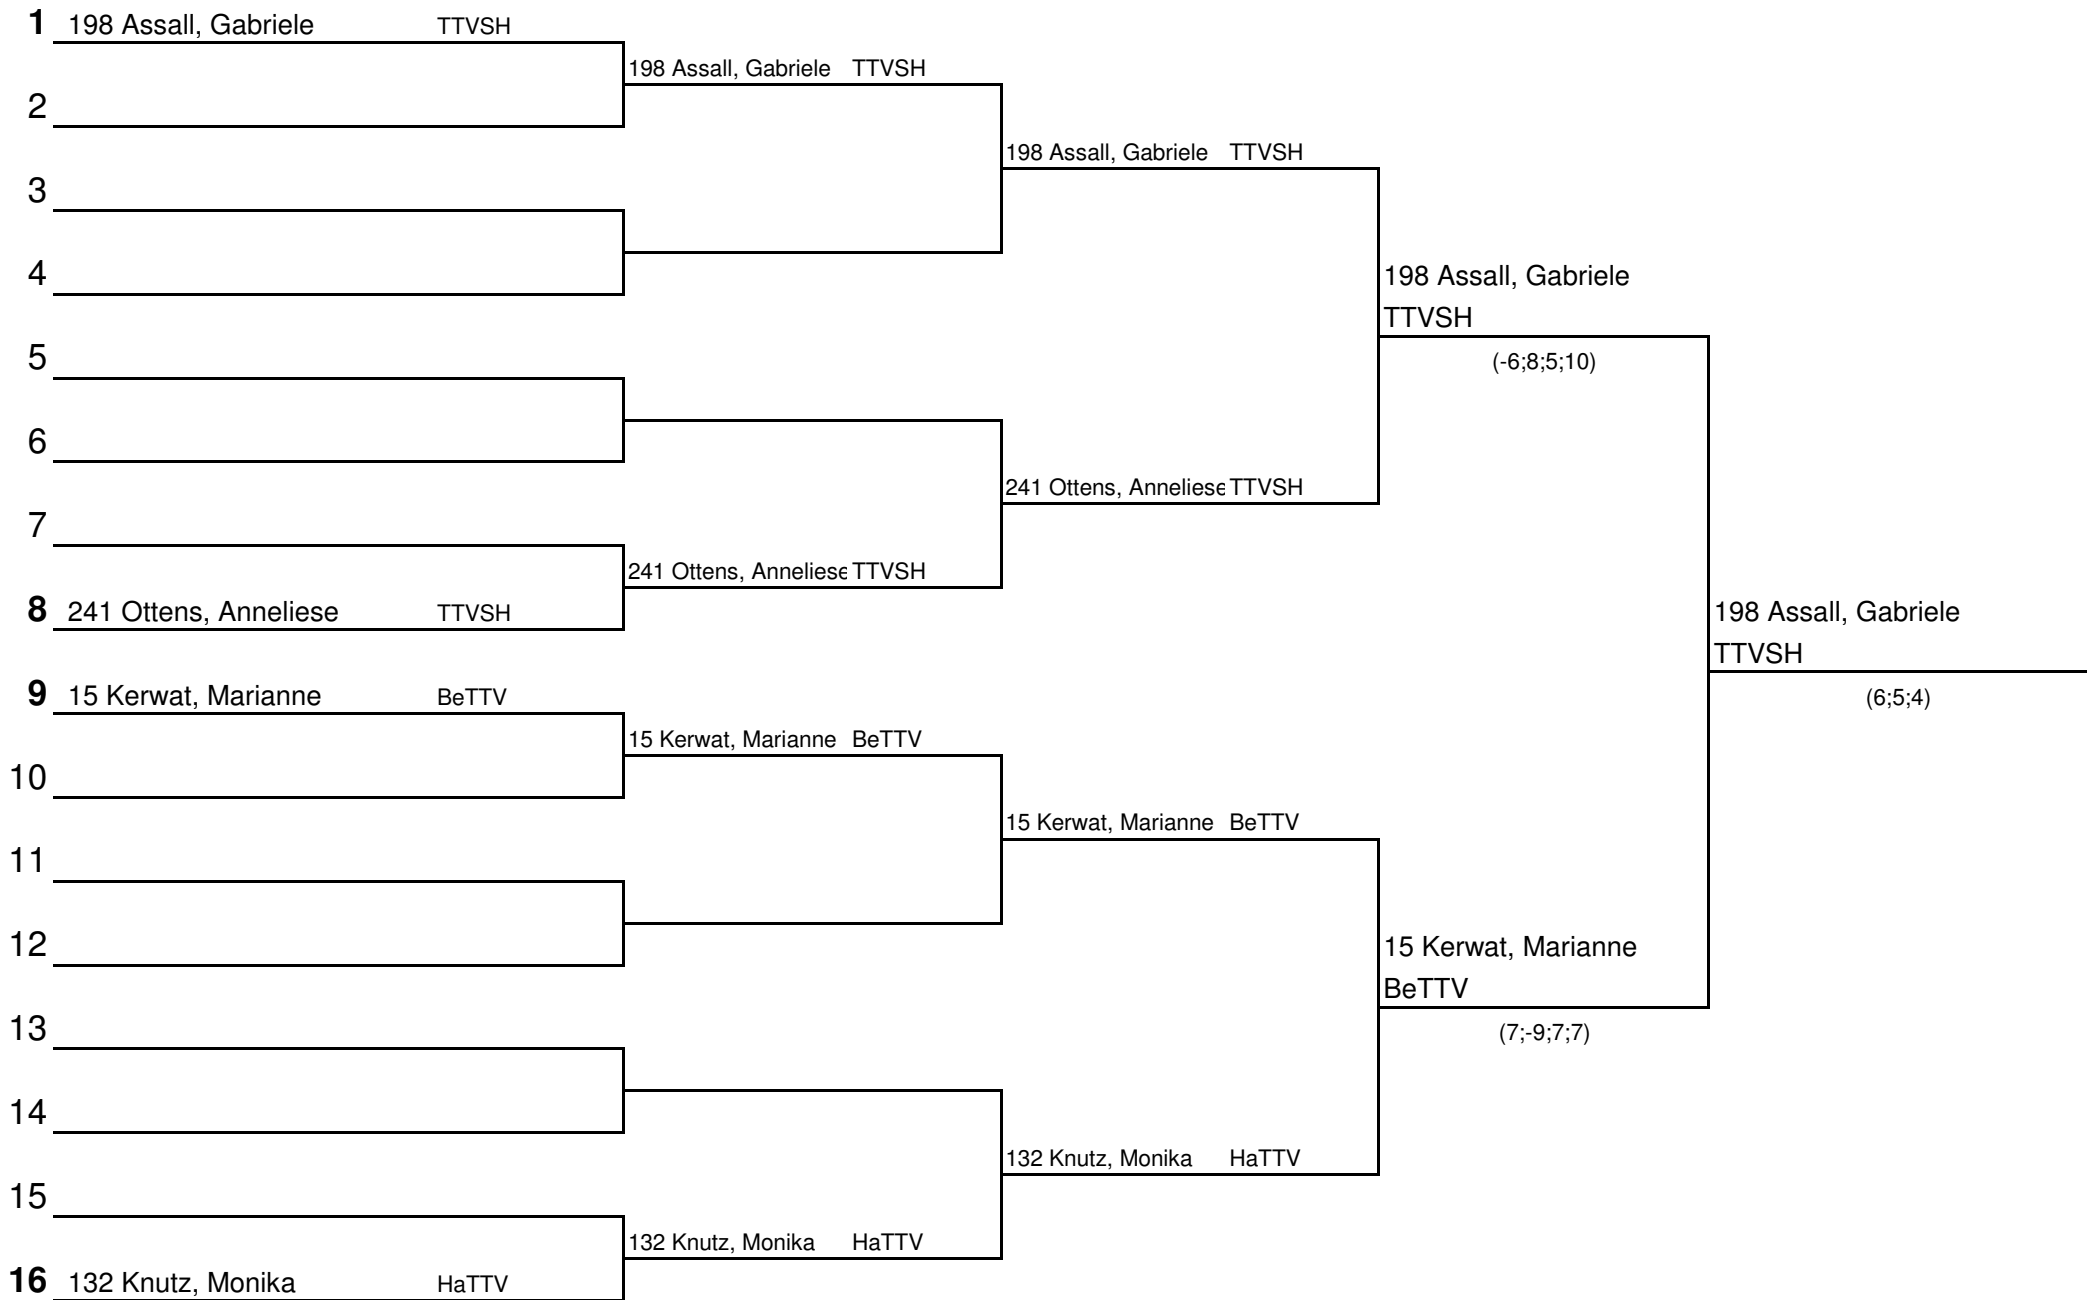 1 198 Assall, Gabriele TTVSH
198 Assall, Gabriele TTVSH
2
198 Assall, Gabriele TTVSH
3
4
198 Assall, Gabriele
TTVSH
5
(-6;8;5;10)
6
241 Ottens, Anneliese TTVSH
7
241 Ottens, Anneliese TTVSH
8 241 Ottens, Anneliese TTVSH
198 Assall, Gabriele
TTVSH
9 15 Kerwat, Marianne BeTTV
(6;5;4)
15 Kerwat, Marianne BeTTV
10
15 Kerwat, Marianne BeTTV
11
12
15 Kerwat, Marianne
BeTTV
13
(7;-9;7;7)
14
132 Knutz, Monika HaTTV
15
132 Knutz, Monika HaTTV
16 132 Knutz, Monika HaTTV